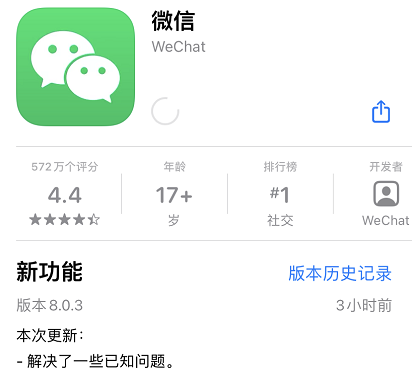 微信
WeChat
572万个评分
4.4
年龄
17+
岁
排行榜
#1
社交
开发者
WeChat
新功能
版本历史记录
版本 8.0.3
3 小时前
本次更新：
- 解决了一些已知问题。